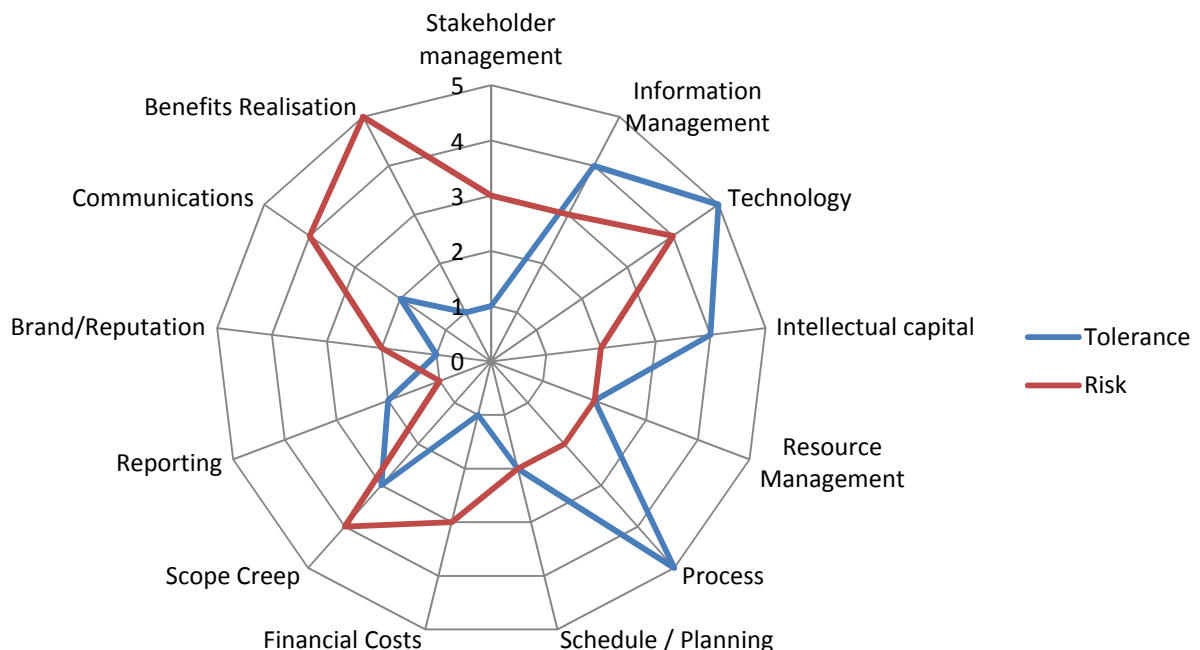 Stakeholder
management
Information
Management
Technology
Intellectual capital
Resource
Management
Process
Schedule / Planning
Financial Costs
Scope Creep
Reporting
Brand/Reputation
Communications
Benefits Realisation
5
4
3
2
1
0
Tolerance
Risk